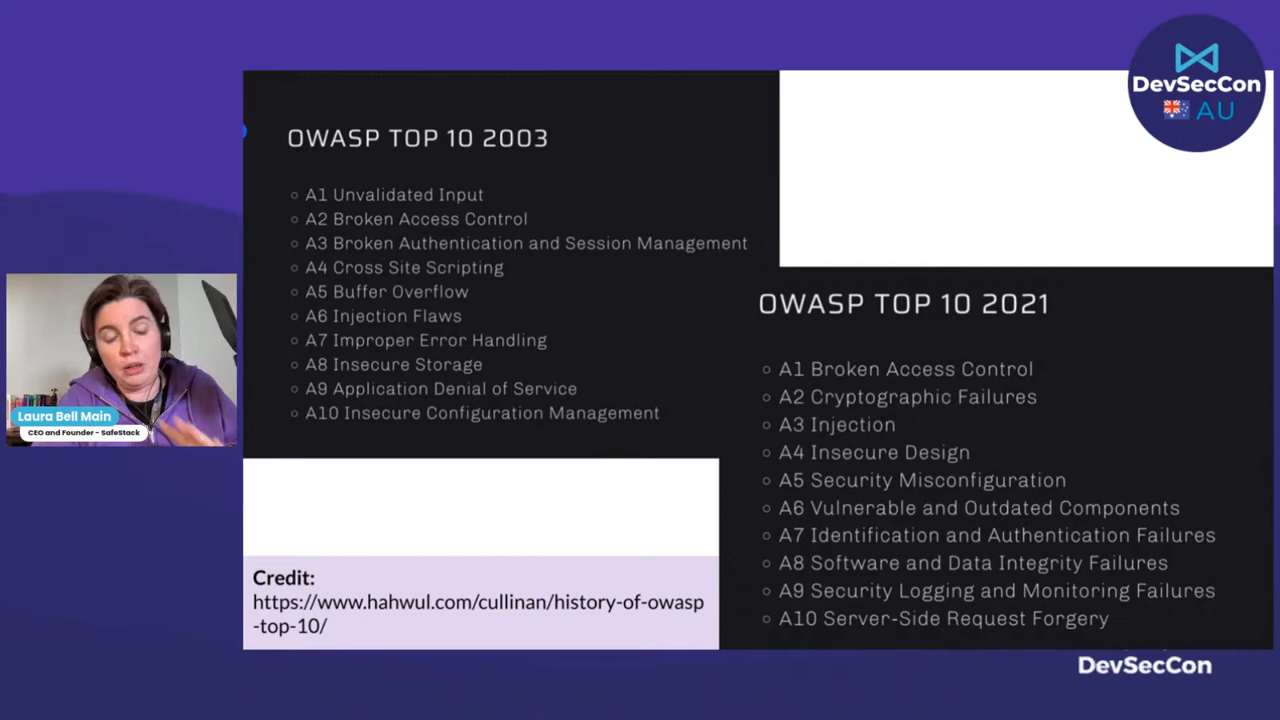 DevSecCon
AU
OWASP TOP 10 2003
A1 Unvalidated Input
A2 Broken Access Control
A3 Broken Authentication and Session Management
A4 Cross Site Scripting
A5 Buffer Overflow
A6 Injection Flaws
A7 Improper Error Handling
A8 Insecure Storage
A9 Application Denial of Service
A10 Insecure Configuration Management
OWASP TOP 10 2021
A1 Broken Access Control
A2 Cryptographic Failures
A3 Injection
A4 Insecure Design
A5 Security Misconfiguration
A6 Vulnerable and Outdated Components
A7 Identification and Authentication Failures
A8 Software and Data Integrity Failures
A9 Security Logging and Monitoring Failures
A10 Server-Side Request Forgery
Laura Bell Main
CEO and Founder - SafeStack
Credit:
https://www.hahwul.com/cullinan/history-of-owasp
-top-10/
DevSecCon